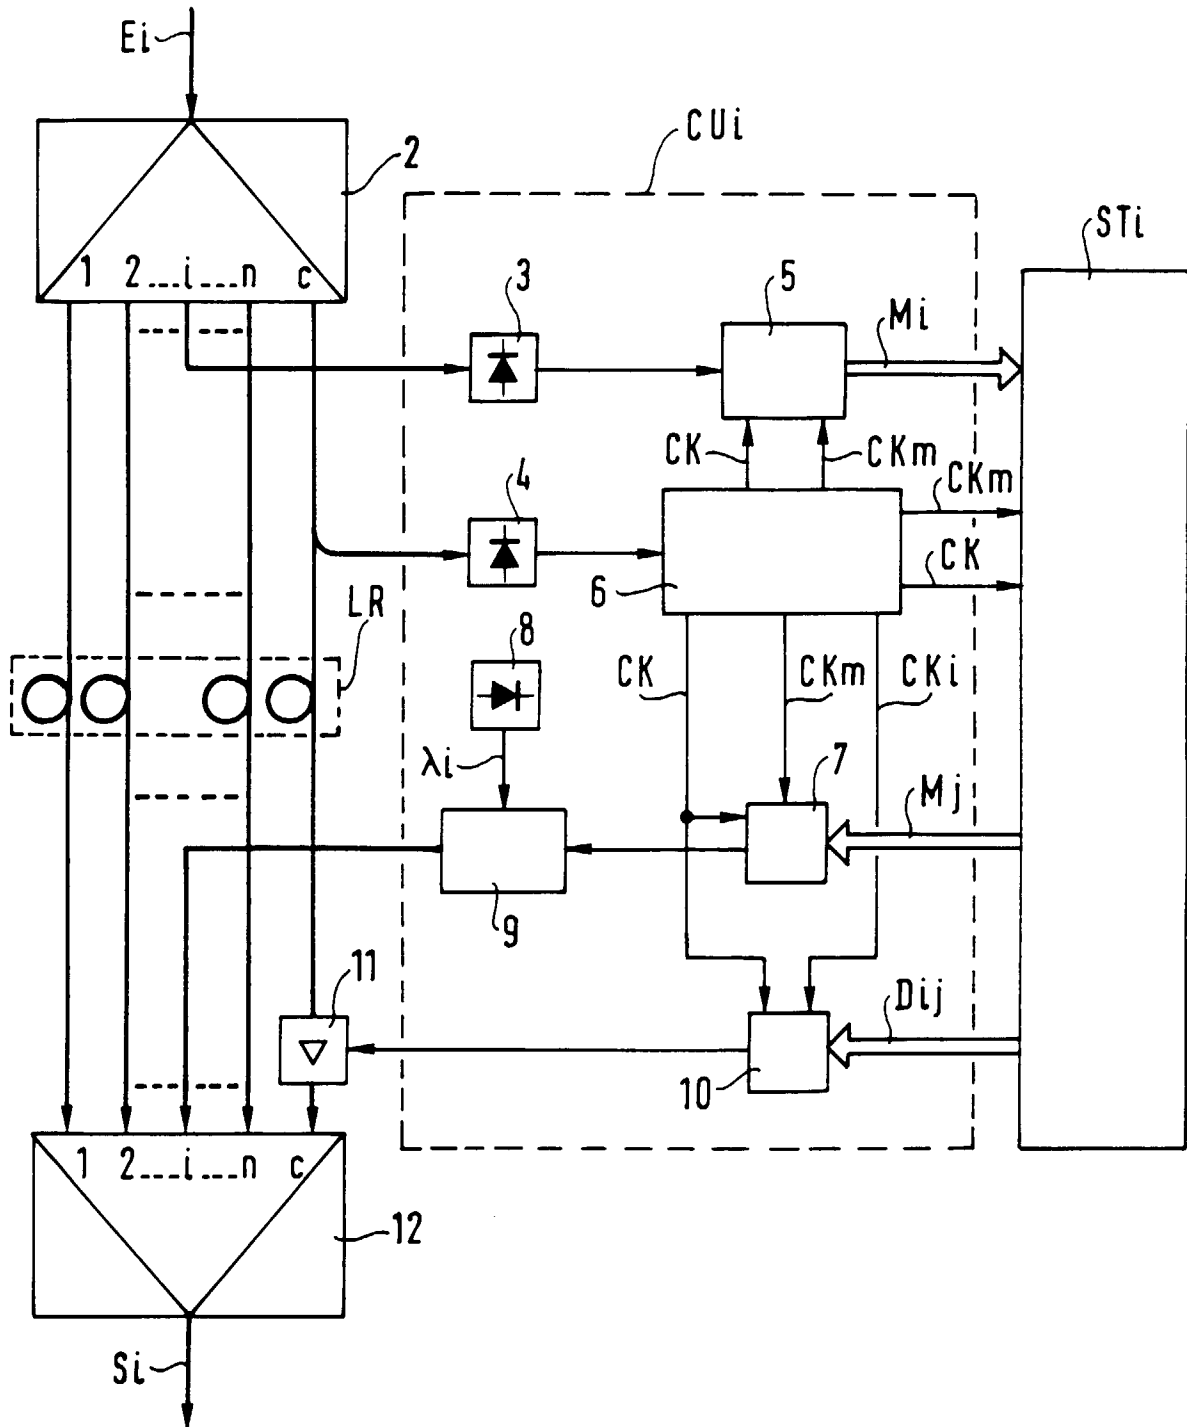 Ei
CUi
2
STi
1 2...i...n c
3
5
Mi
CK
CKm
CKm
4
CK
6
LR
8
CK
CKm
CKi
λi
7
Mj
9
11
Dij
10
1 2...i...n c
12
Si